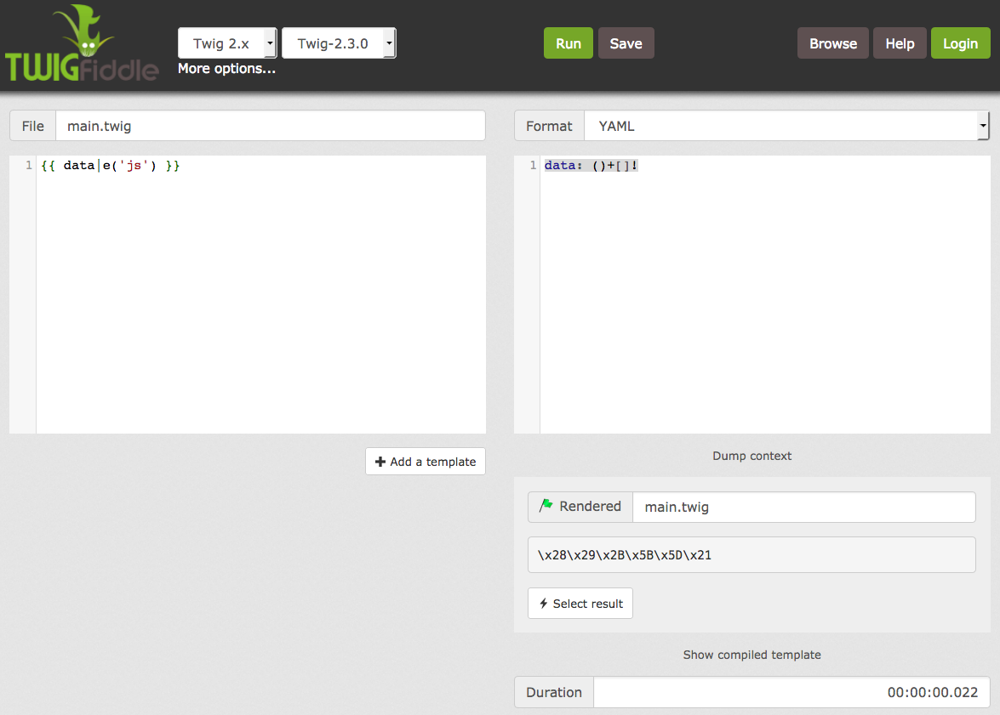 TWIGFiddle
Twig 2.x
Twig-2.3.0
More options...
Run
Save
Browse
Help
Login
File
main.twig
1
{{ data|e('js') }}
Add a template
Format
YAML
1
data: ()+[]!
Dump context
Rendered
main.twig
\x28\x29\x2B\x5B\x5D\x21
Select result
Show compiled template
Duration
00:00:00.022